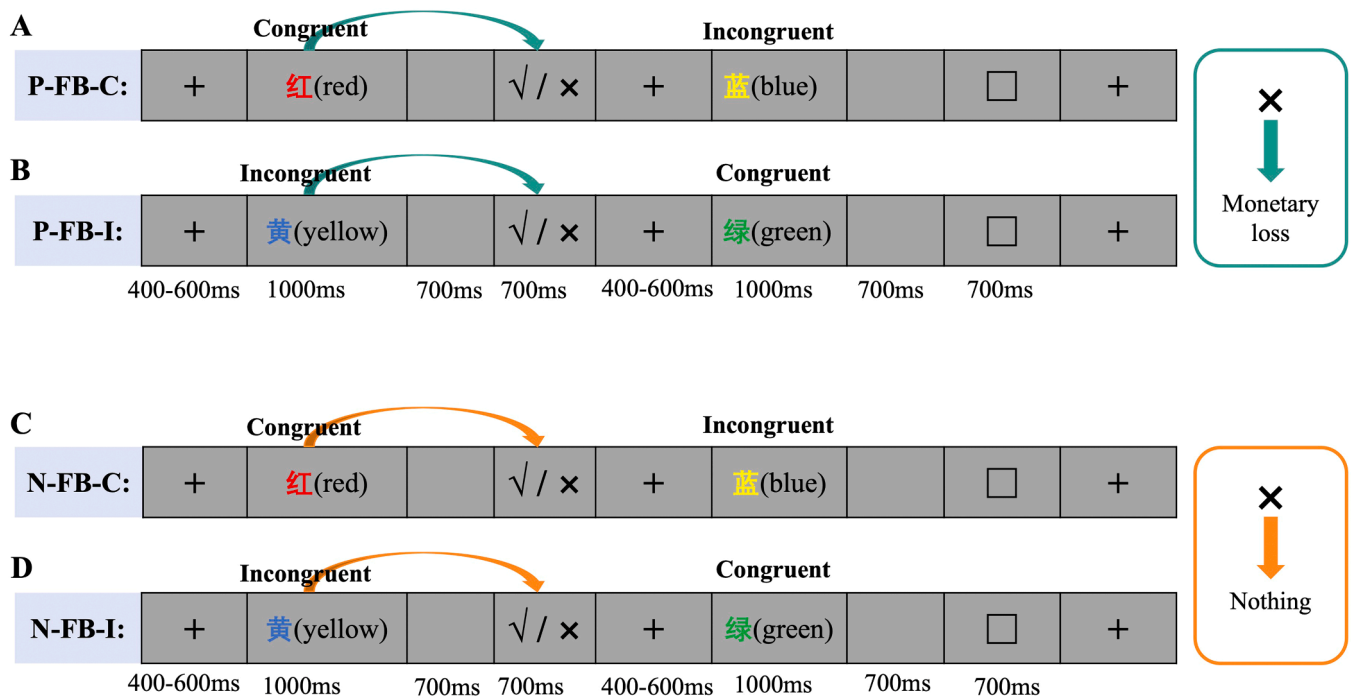 A
Congruent
Incongruent
P-FB-C: + 红(red) √ / × + 蓝(blue) □ +
B
Incongruent
Congruent
P-FB-I: + 黄(yellow) √ / × + 绿(green) □ +
400-600ms 1000ms 700ms 700ms 400-600ms 1000ms 700ms 700ms
×
Monetary
loss
C
Congruent
Incongruent
N-FB-C: + 红(red) √ / × + 蓝(blue) □ +
D
Incongruent
Congruent
N-FB-I: + 黄(yellow) √ / × + 绿(green) □ +
400-600ms 1000ms 700ms 700ms 400-600ms 1000ms 700ms 700ms
×
Nothing